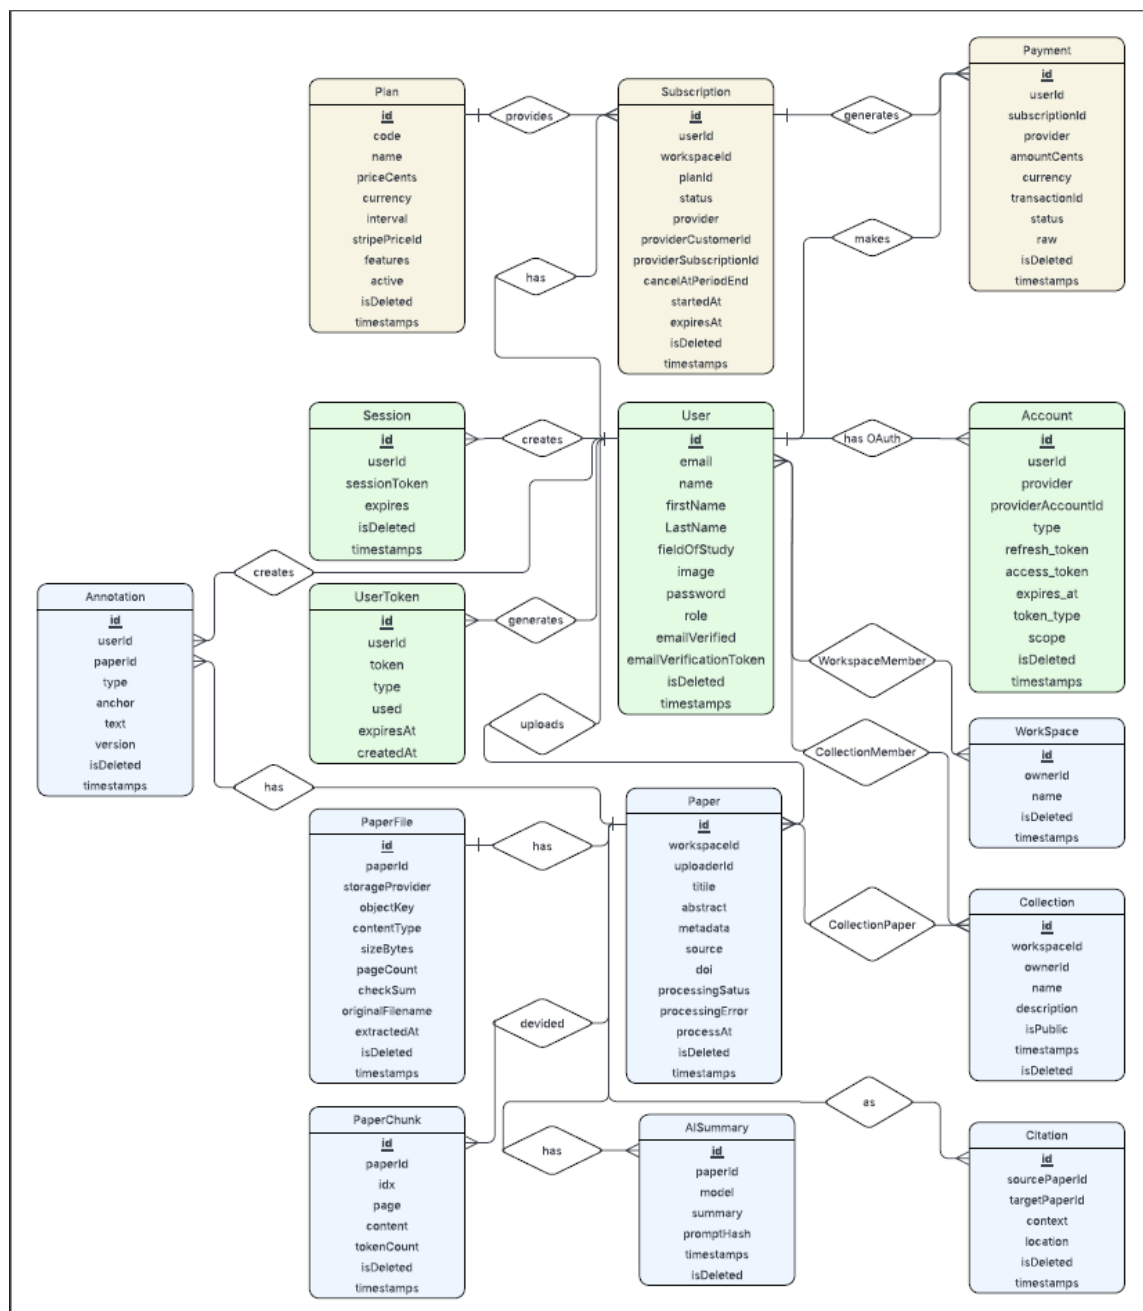 Plan
id
code
name
priceCents
currency
interval
stripePriceId
features
active
isDeleted
timestamps
provides
Subscription
id
userId
workspaceId
planId
status
provider
providerCustomerId
providerSubscriptionId
cancelAtPeriodEnd
startedAt
expiresAt
isDeleted
timestamps
generates
Payment
id
userId
subscriptionId
provider
amountCents
currency
transactionId
status
raw
isDeleted
timestamps
has
makes
Session
id
userId
sessionToken
expires
isDeleted
timestamps
creates
User
id
email
name
firstName
LastName
fieldOfStudy
image
password
role
emailVerified
emailVerificationToken
isDeleted
timestamps
has OAuth
Account
id
userId
provider
providerAccountId
type
refresh_token
access_token
expires_at
token_type
scope
isDeleted
timestamps
creates
Annotation
id
userId
paperId
type
anchor
text
version
isDeleted
timestamps
UserToken
id
userId
token
type
used
expiresAt
createdAt
generates
WorkspaceMember
uploads
CollectionMember
WorkSpace
id
ownerId
name
isDeleted
timestamps
has
PaperFile
id
paperId
storageProvider
objectKey
contentType
sizeBytes
pageCount
checkSum
originalFilename
extractedAt
isDeleted
timestamps
has
Paper
id
workspaceId
uploaderId
titile
abstract
metadata
source
doi
processingSatus
processingError
processAt
isDeleted
timestamps
CollectionPaper
Collection
id
workspaceId
ownerId
name
description
isPublic
timestamps
isDeleted
devided
as
PaperChunk
id
paperId
idx
page
content
tokenCount
isDeleted
timestamps
has
AISummary
id
paperId
model
summary
promptHash
timestamps
isDeleted
Citation
id
sourcePaperId
targetPaperId
context
location
isDeleted
timestamps